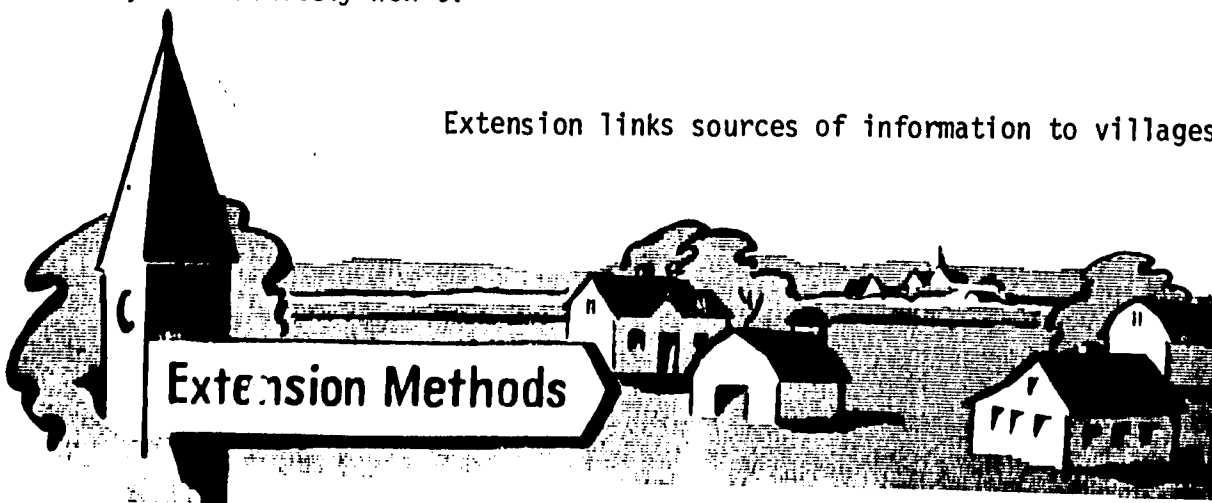 Extension links sources of information to villages
Extension Methods